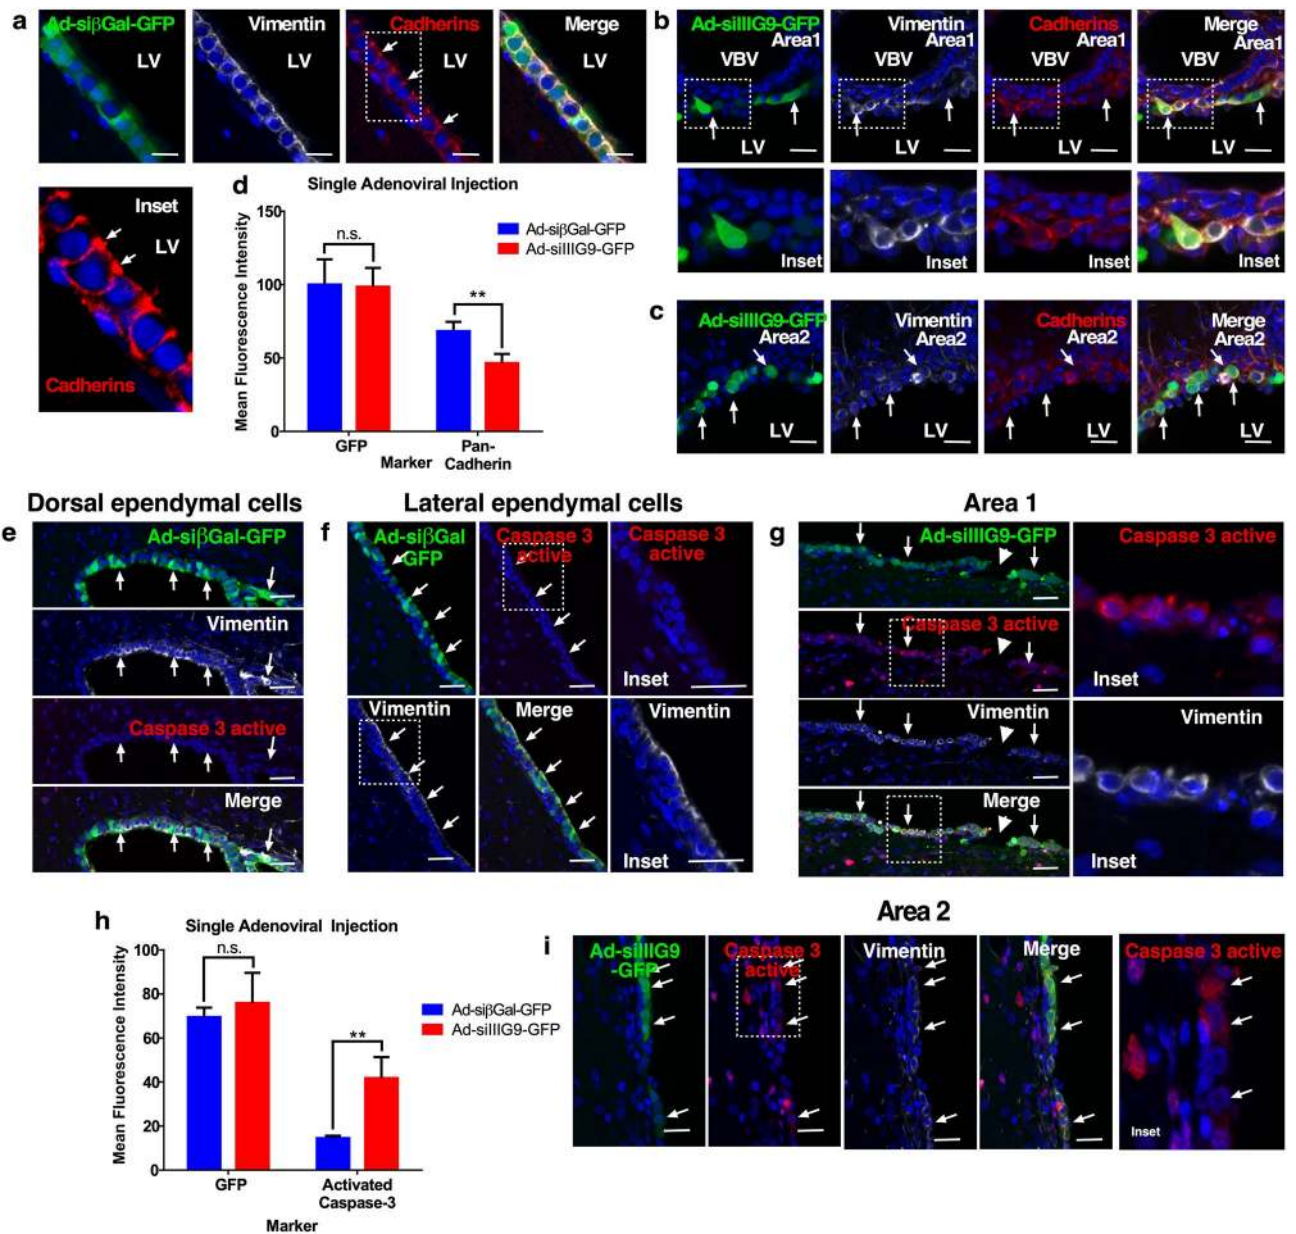 a
Ad-siβGal-GFP
LV
Vimentin
LV
Cadherins
LV
Merge
LV
Inset
LV
Cadherins
b
Ad-siIIIG9-GFP
Area1
VBV
LV
Vimentin
Area1
VBV
LV
Cadherins
Area1
VBV
LV
Merge
Area1
VBV
LV
Inset
Inset
Inset
Inset
c
Ad-siIIIG9-GFP
Area2
LV
Vimentin
Area2
LV
Cadherins
Area2
LV
Merge
Area2
LV
d
Single Adenoviral Injection
Mean Fluorescence Intensity
150
100
50
0
n.s.
**
Ad-siβGal-GFP
Ad-siIIIG9-GFP
GFP
Pan-
Cadherin
Marker
Dorsal ependymal cells
e
Ad-siβGal-GFP
Vimentin
Caspase 3 active
Merge
Lateral ependymal cells
f
Ad-siβGal
GFP
Caspase 3
active
Caspase 3
active
Inset
Vimentin
Merge
Vimentin
Inset
Area 1
g
Ad-siIIIG9-GFP
Caspase 3 active
Vimentin
Merge
Caspase 3 active
Inset
Vimentin
Inset
h
Single Adenoviral Injection
Mean Fluorescence Intensity
100
80
60
40
20
0
n.s.
**
Ad-siβGal-GFP
Ad-siIIIG9-GFP
GFP
Activated
Caspase-3
Marker
Area 2
i
Ad-siIIIG9
-GFP
Caspase 3
active
Vimentin
Merge
Caspase 3 active
Inset